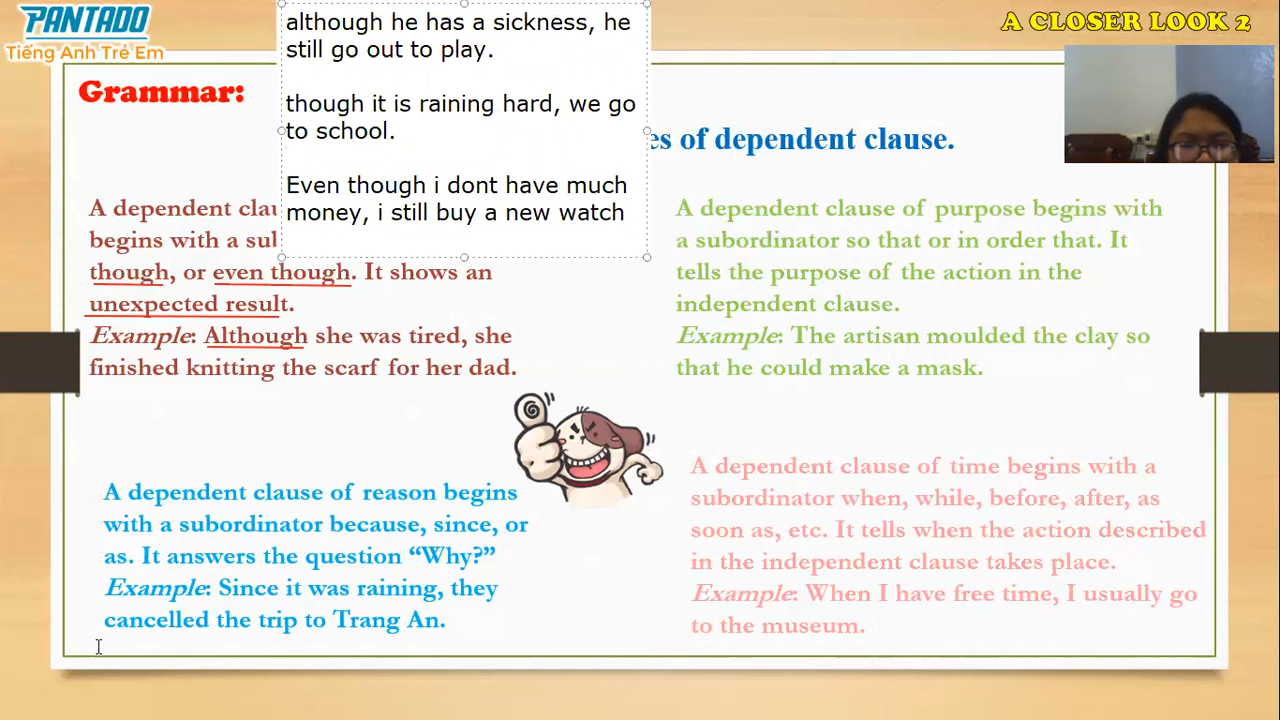 PANTADO
Tiếng Anh Trẻ Em
A CLOSER LOOK 2
Grammar:
although he has a sickness, he
still go out to play.
though it is raining hard, we go
to school.
Even though i dont have much
money, i still buy a new watch
of dependent clause.
A dependent
begins with a
though, or even though. It shows an
unexpected result.
Example: Although she was tired, she
finished knitting the scarf for her dad.
A dependent clause of purpose begins with
a subordinator so that or in order that. It
tells the purpose of the action in the
independent clause.
Example: The artisan moulded the clay so
that he could make a mask.
A dependent clause of reason begins
with a subordinator because, since, or
as. It answers the question “Why?”
Example: Since it was raining, they
cancelled the trip to Trang An.
A dependent clause of time begins with a
subordinator when, while, before, after, as
soon as, etc. It tells when the action described
in the independent clause takes place.
Example: When I have free time, I usually go
to the museum.